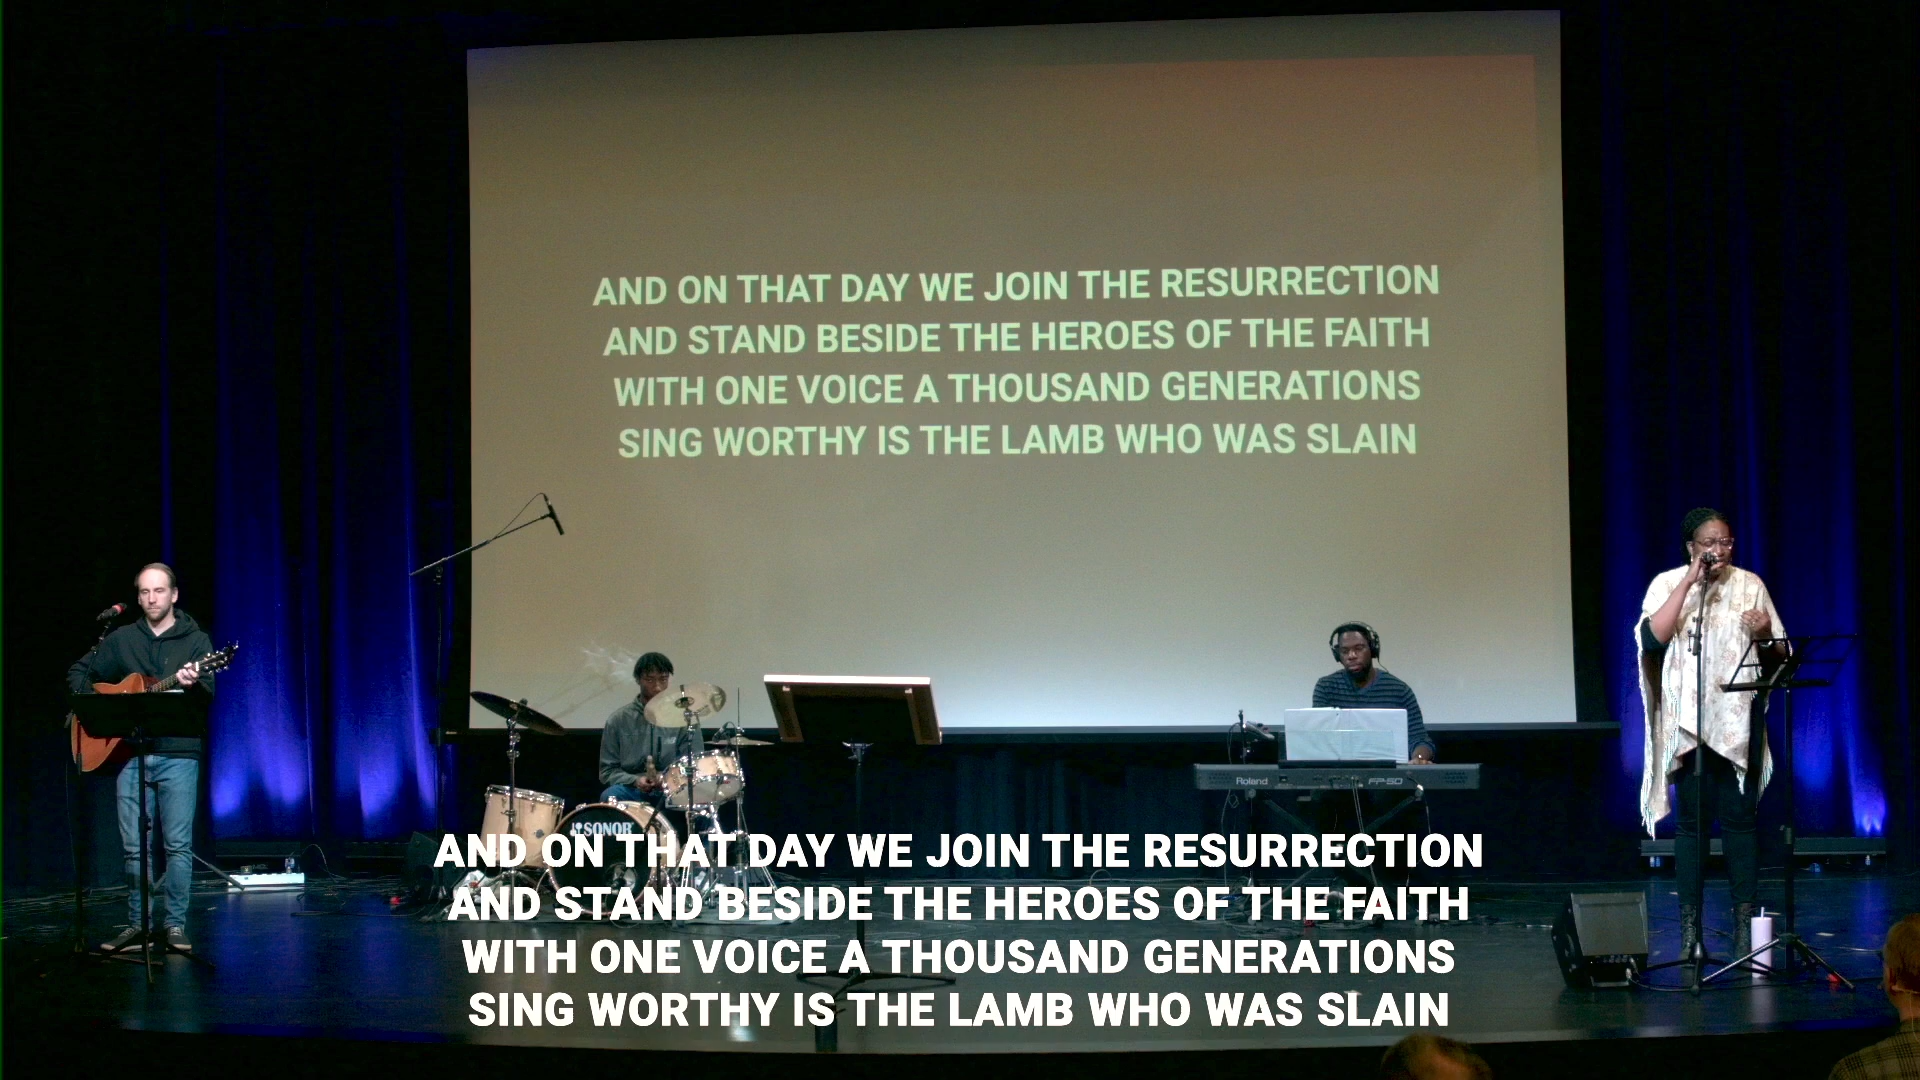 AND ON THAT DAY WE JOIN THE RESURRECTION
AND STAND BESIDE THE HEROES OF THE FAITH
WITH ONE VOICE A THOUSAND GENERATIONS
SING WORTHY IS THE LAMB WHO WAS SLAIN
Roland FP-50
SONOR
AND ON THAT DAY WE JOIN THE RESURRECTION
AND STAND BESIDE THE HEROES OF THE FAITH
WITH ONE VOICE A THOUSAND GENERATIONS
SING WORTHY IS THE LAMB WHO WAS SLAIN